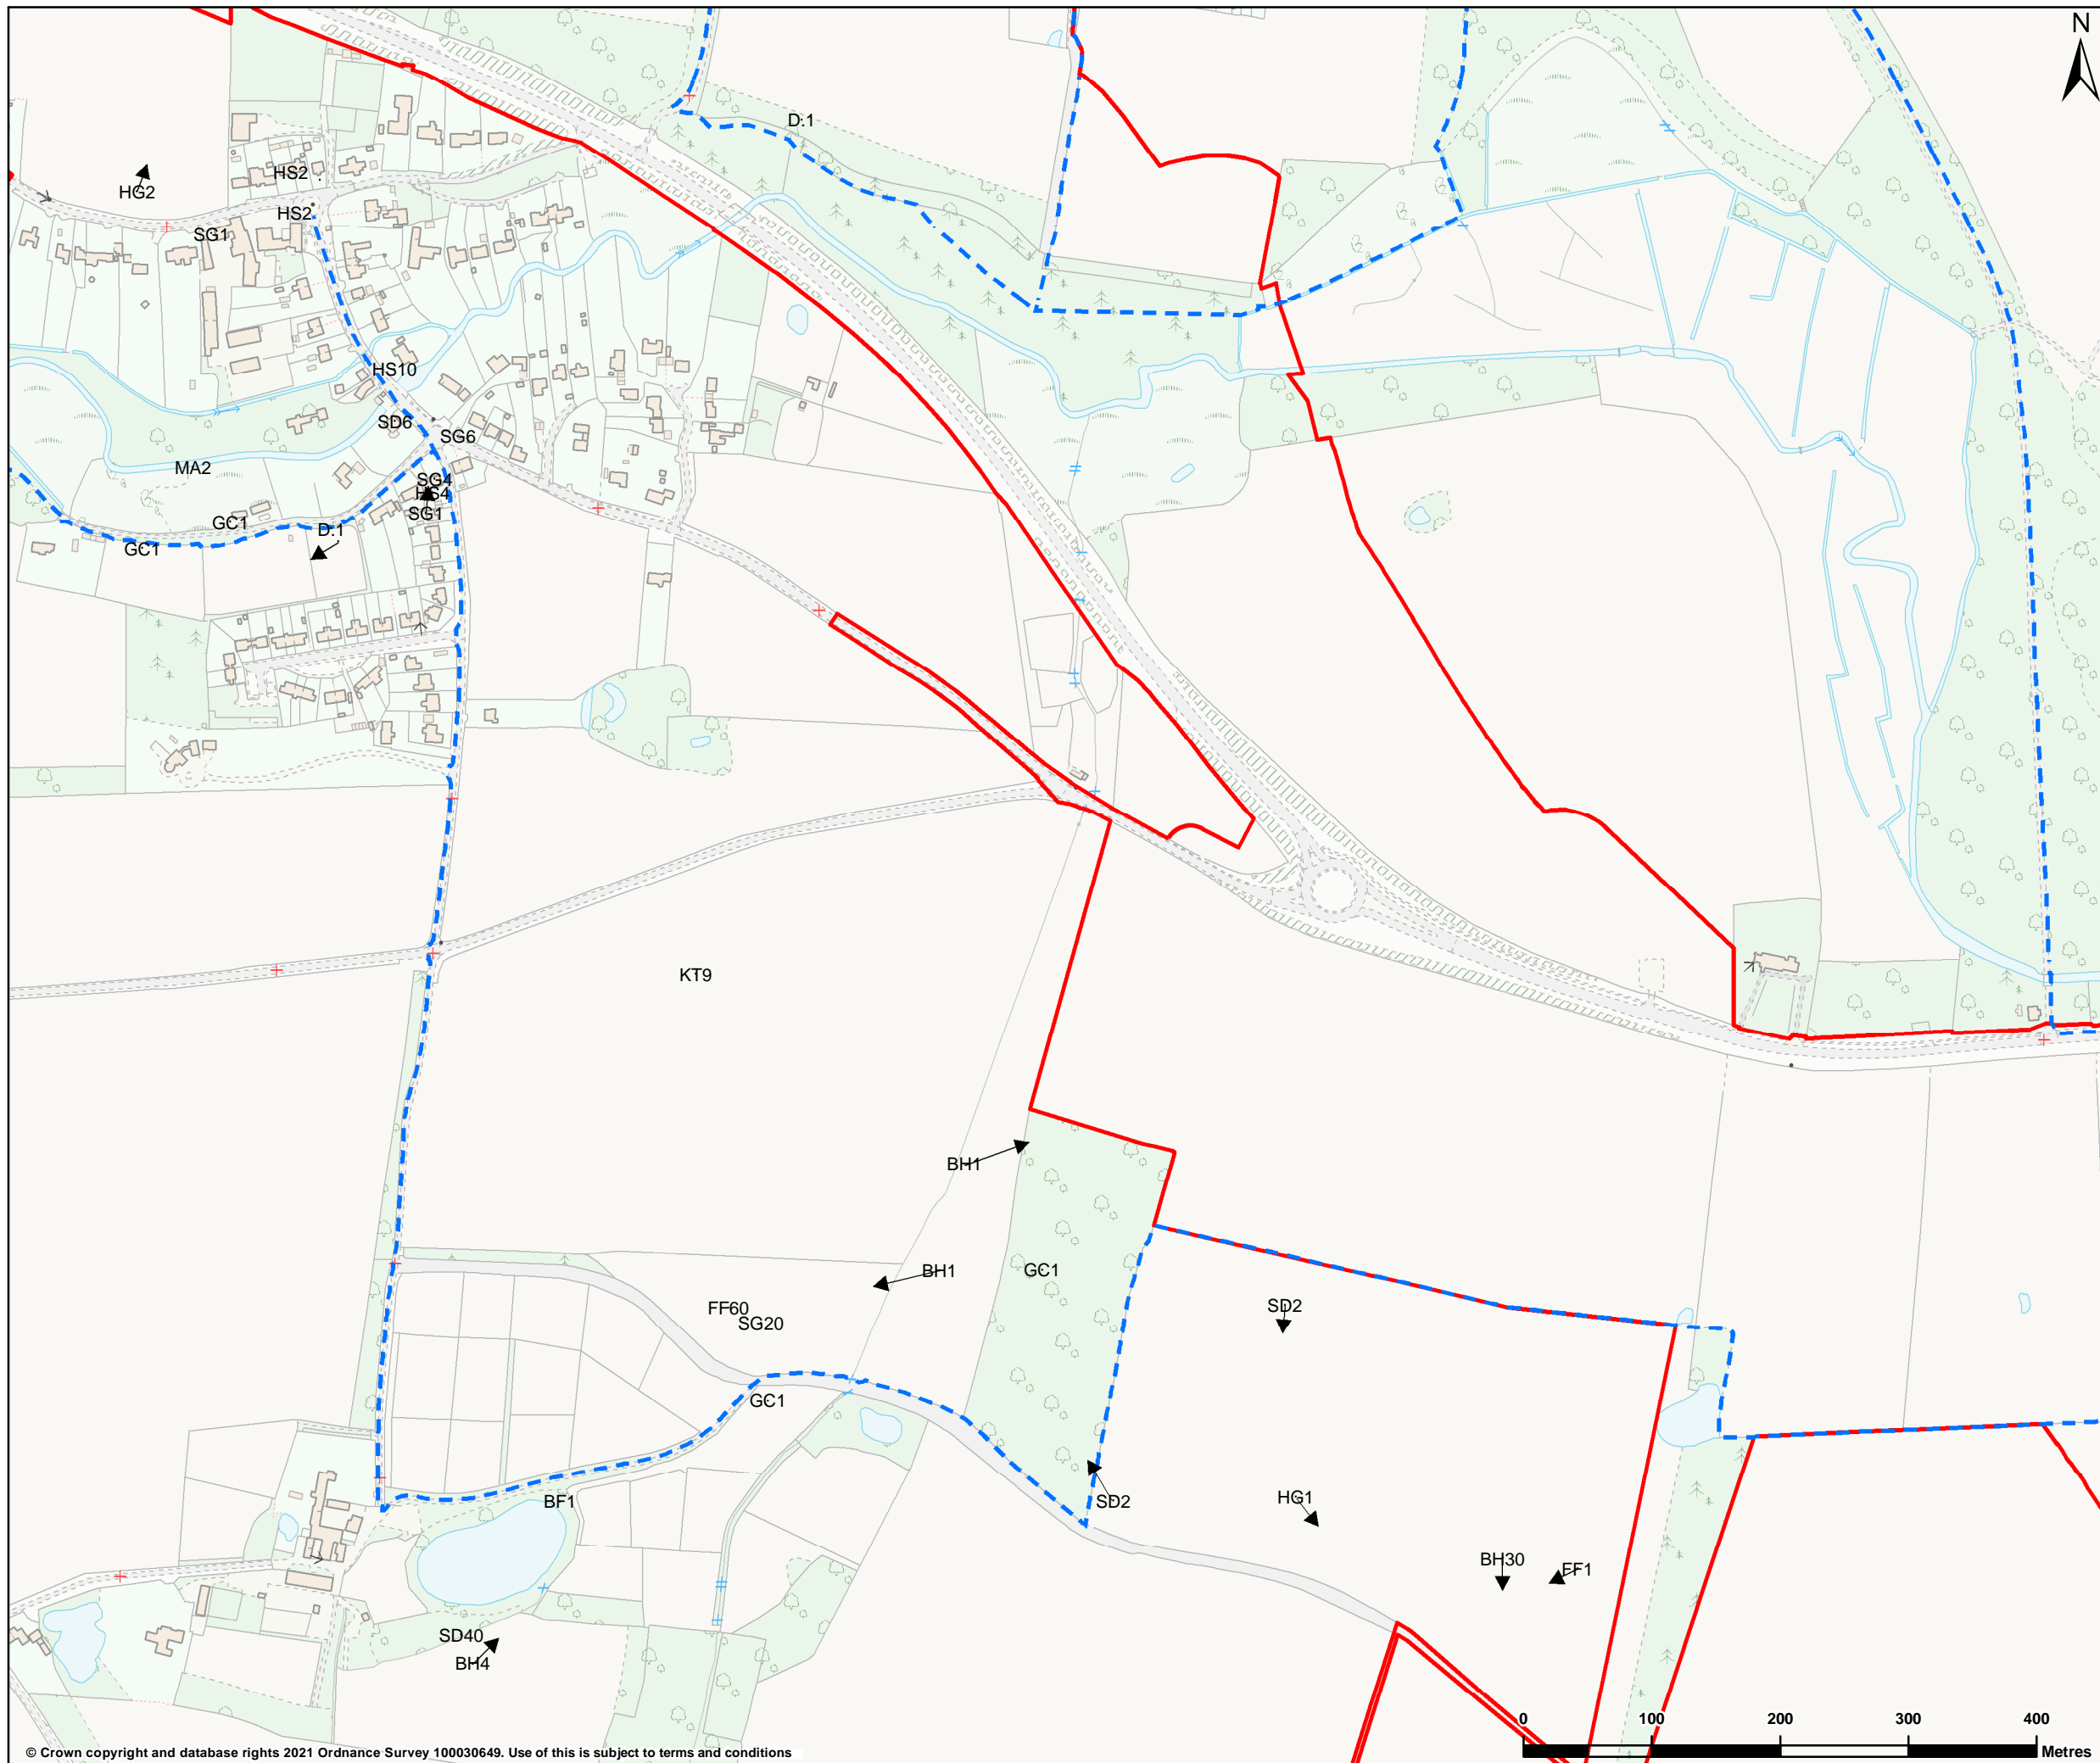 N
D.1
HS2
HG2
HS2
SG1
HS10
SD6
SG6
MA2
SG4
HS4
SG1
GC1
D.1
GC1
KT9
BH1
GC1
BH1
SD2
FF60
SG20
GC1
BF1
SD2
HG1
BH30
FF1
SD40
BH4
0 100 200 300 400
Metres
© Crown copyright and database rights 2021 Ordnance Survey 100030649. Use of this is subject to terms and conditions